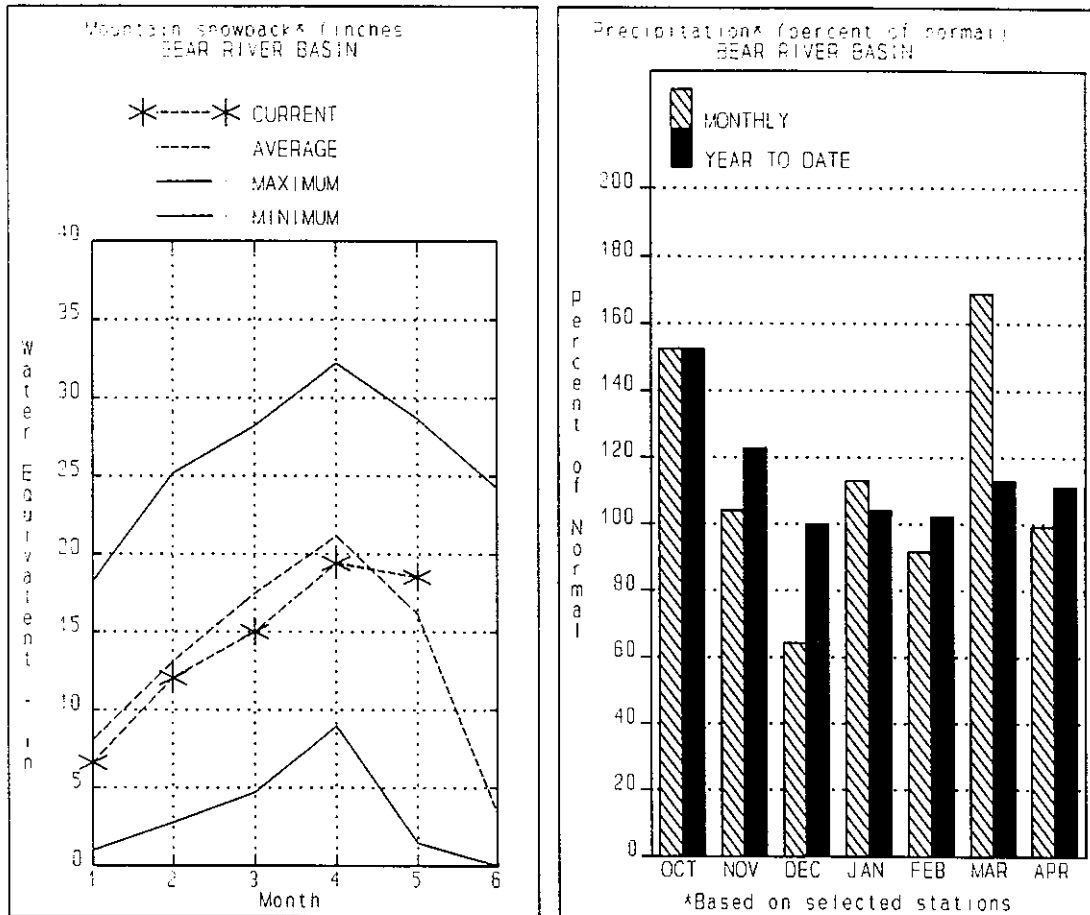 Mountain snowpack* (inches
BEAR RIVER BASIN
CURRENT
AVERAGE
MAXIMUM
MINIMUM
40
35
30
25
20
15
10
5
0
Water Equivalent - in
1 2 3 4 5 6
Month
Precipitation* (percent of normal)
BEAR RIVER BASIN
MONTHLY
YEAR TO DATE
200
180
160
140
120
100
80
60
40
20
0
Percent of Normal
OCT NOV DEC JAN FEB MAR APR
*Based on selected stations